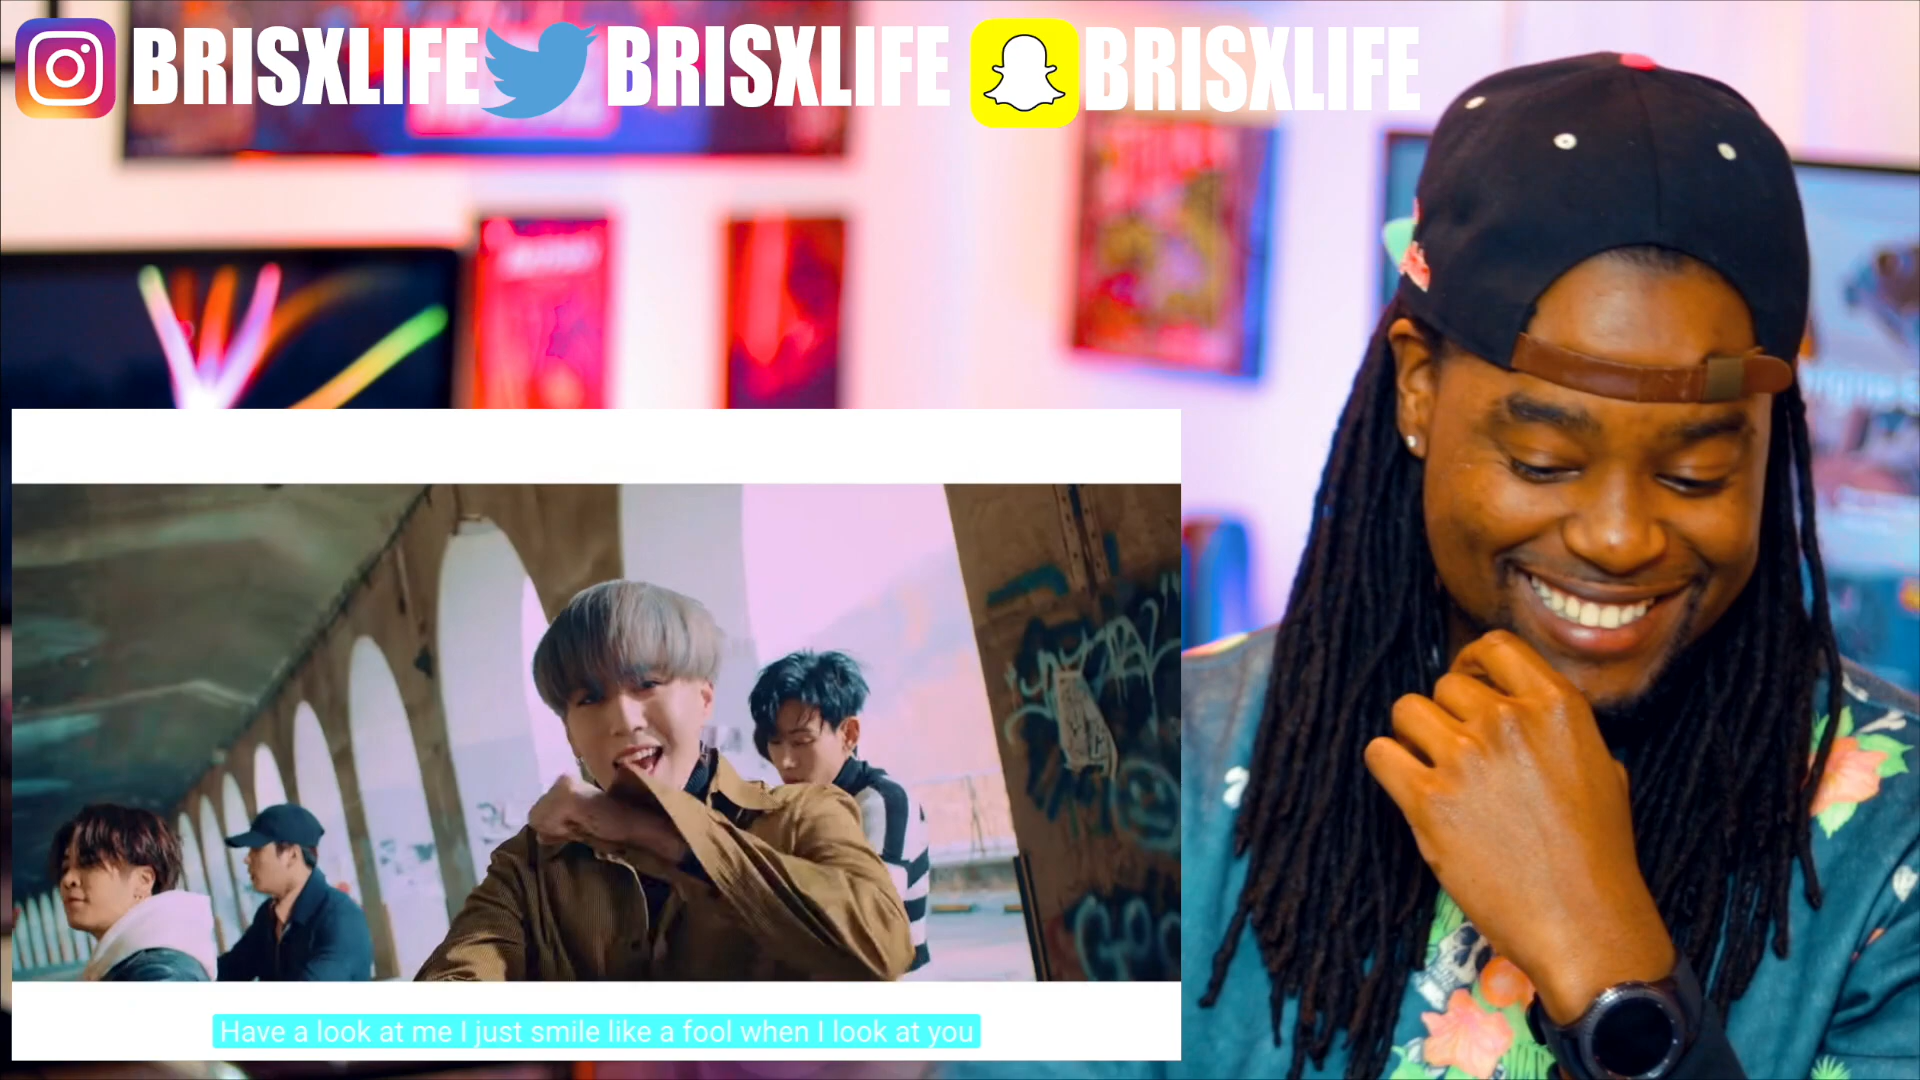 BRISXLIFE BRISXLIFE BRISXLIFE
Have a look at me I just smile like a fool when I look at you